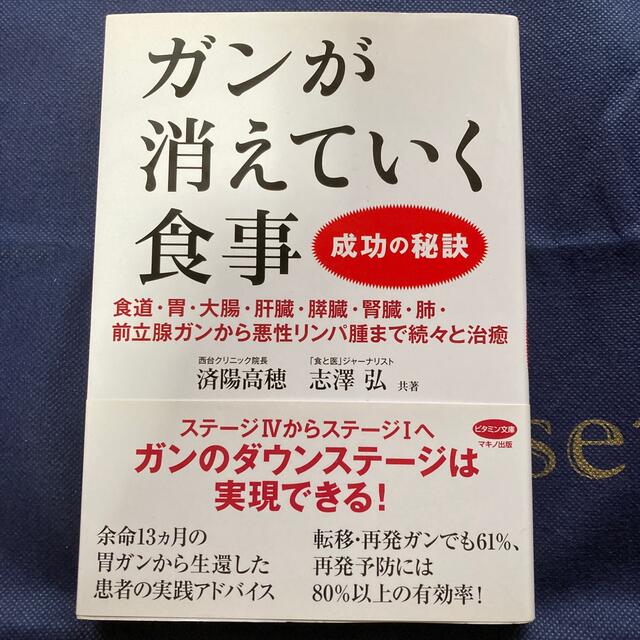 ガンが
消えていく
食事
成功の秘訣
食道・胃・大腸・肝臓・膵臓・腎臓・肺・
前立腺ガンから悪性リンパ腫まで続々と治癒
西台クリニック院長
済陽高穂
「食と医」ジャーナリスト
志澤 弘 共著
ステージⅣからステージⅠへ
ガンのダウンステージは
実現できる!
ビタミン文庫
マキノ出版
余命13ヵ月の
胃ガンから生還した
患者の実践アドバイス
転移・再発ガンでも61%、
再発予防には
80%以上の有効率!
se